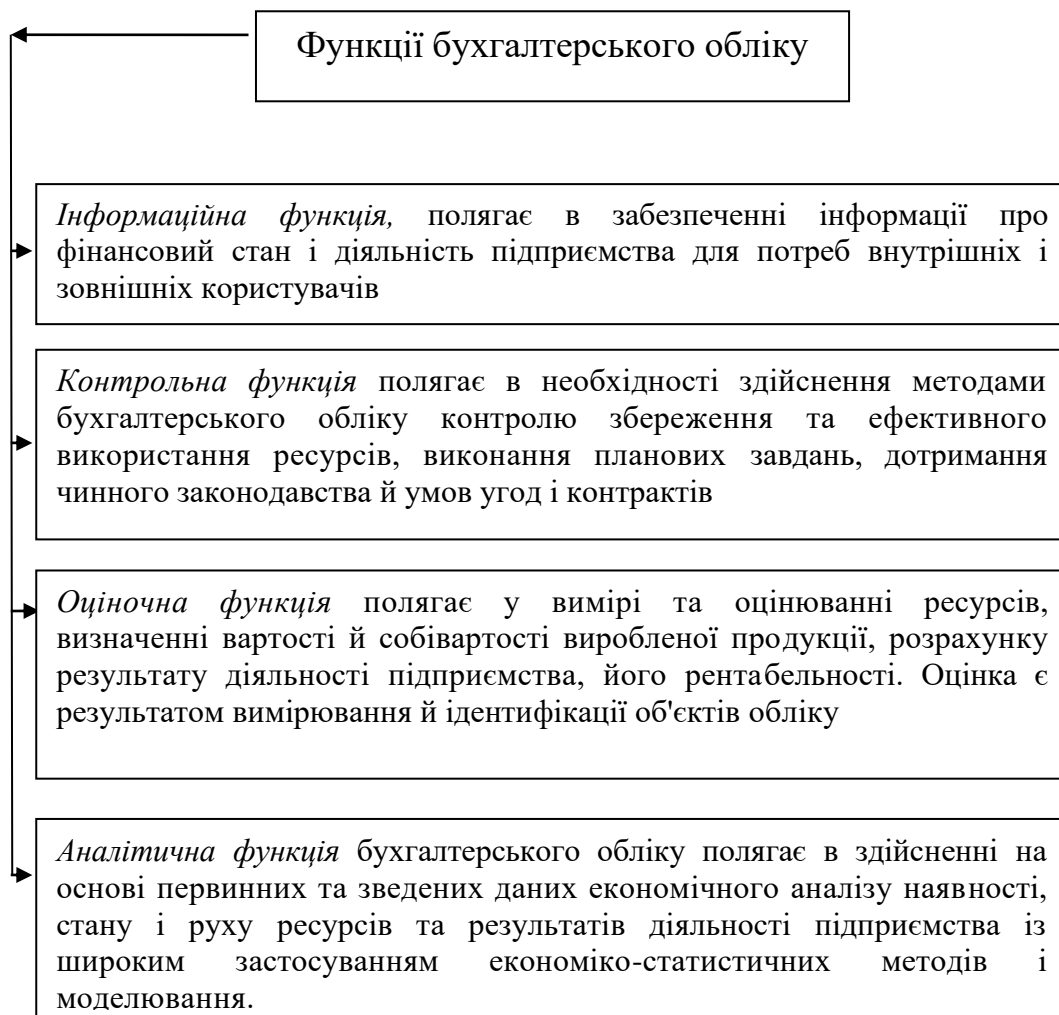 Функції бухгалтерського обліку
Інформаційна функція, полягає в забезпеченні інформації про
фінансовий стан і діяльність підприємства для потреб внутрішніх і
зовнішніх користувачів
Контрольна функція полягає в необхідності здійснення методами
бухгалтерського обліку контролю збереження та ефективного
використання ресурсів, виконання планових завдань, дотримання
чинного законодавства й умов угод і контрактів
Оціночна функція полягає у вимірі та оцінюванні ресурсів,
визначенні вартості й собівартості виробленої продукції, розрахунку
результату діяльності підприємства, його рентабельності. Оцінка є
результатом вимірювання й ідентифікації об'єктів обліку
Аналітична функція бухгалтерського обліку полягає в здійсненні на
основі первинних та зведених даних економічного аналізу наявності,
стану і руху ресурсів та результатів діяльності підприємства із
широким застосуванням економіко-статистичних методів і
моделювання.